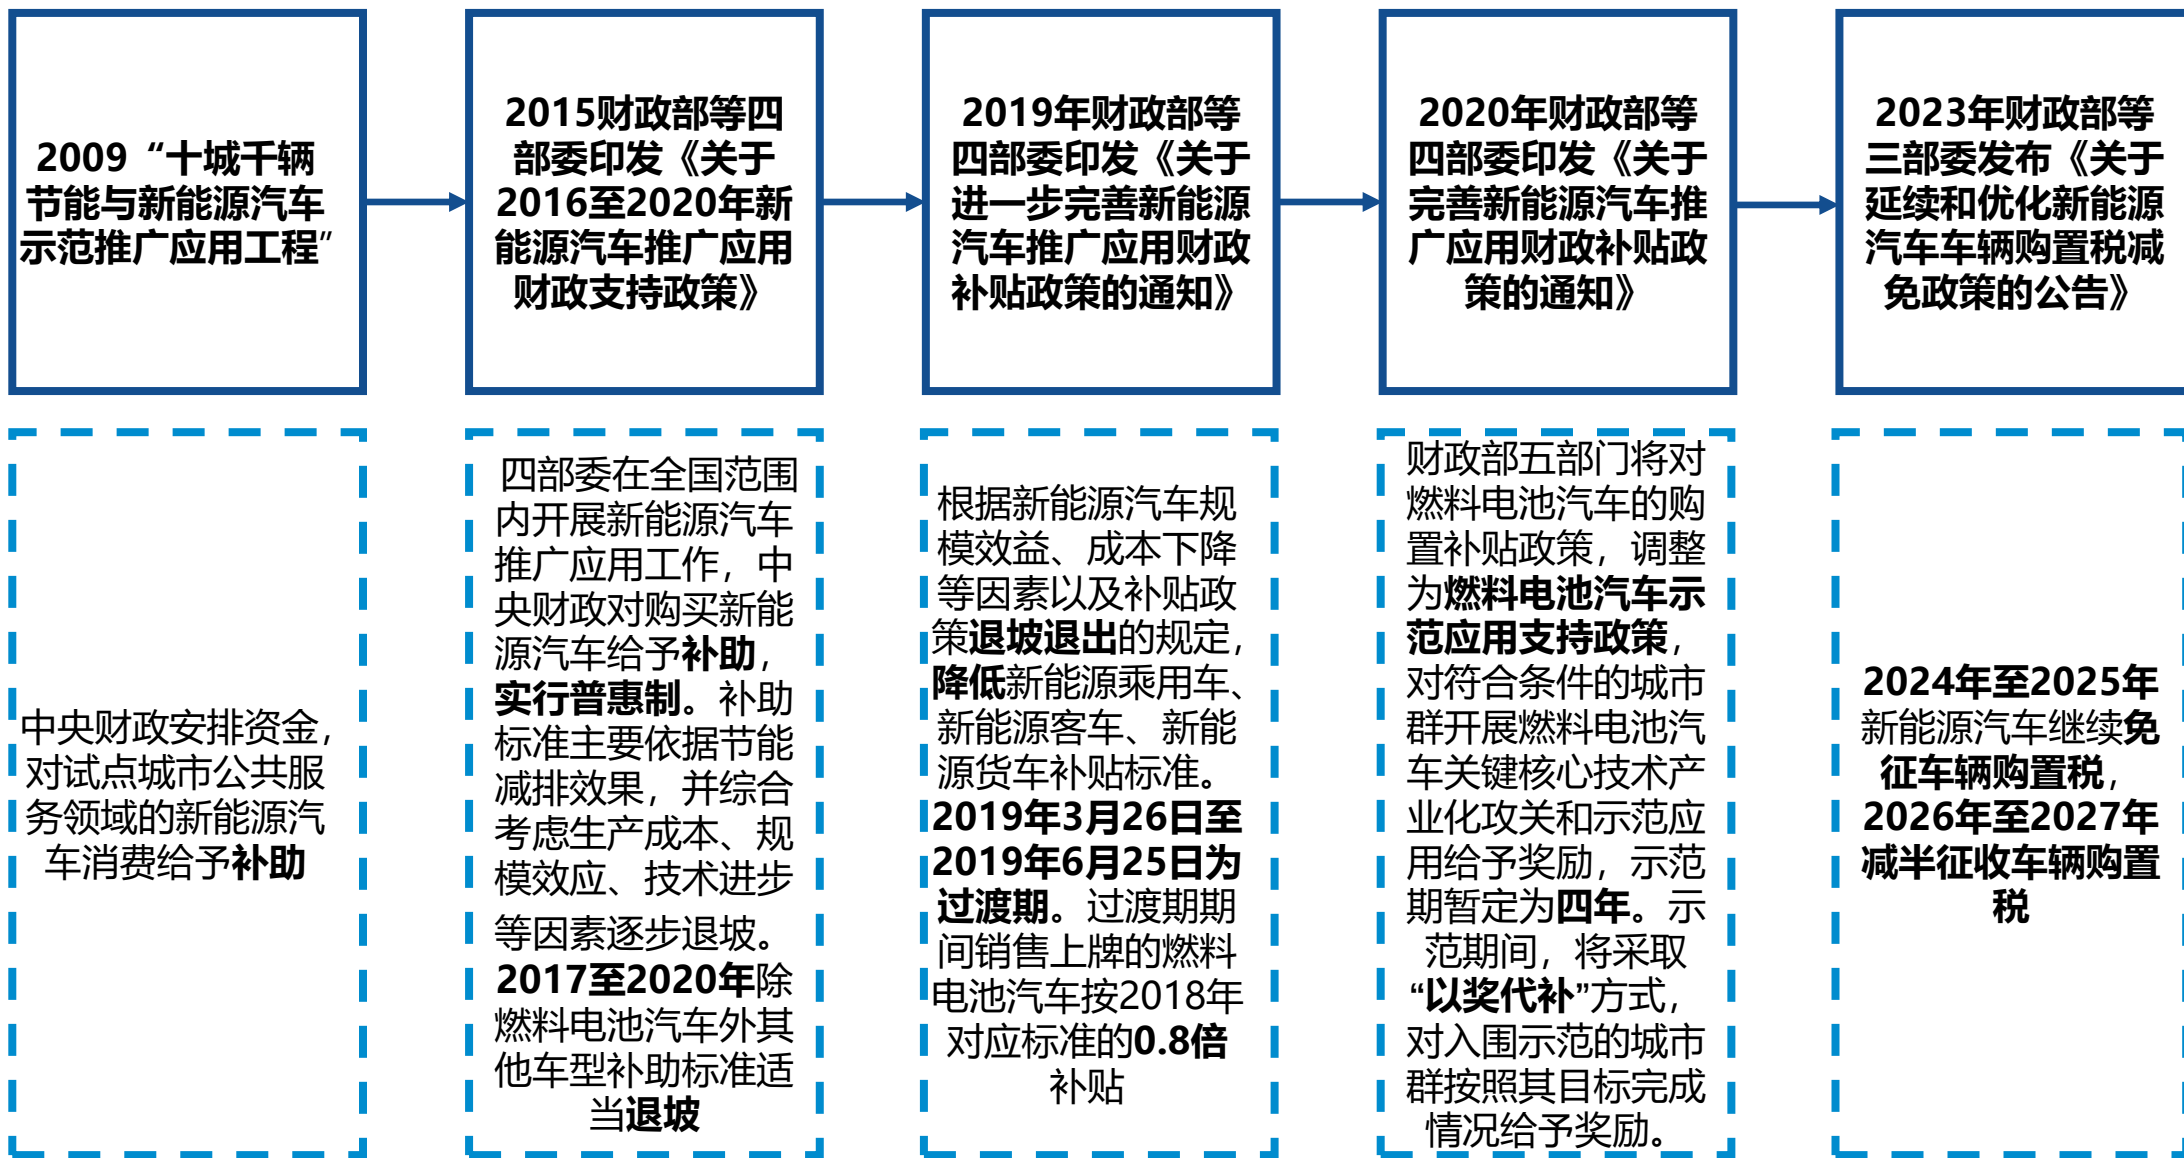 2009“十城千辆
节能与新能源汽车
示范推广应用工程”
2015财政部等四
部委印发《关于
2016至2020年新
能源汽车推广应用
财政支持政策》
2019年财政部等
四部委印发《关于
进一步完善新能源
汽车推广应用财政
补贴政策的通知》
2020年财政部等
四部委印发《关于
完善新能源汽车推
广应用财政补贴政
策的通知》
2023年财政部等
三部委发布《关于
延续和优化新能源
汽车车辆购置税减
免政策的公告》
中央财政安排资金，
对试点城市公共服
务领域的新能源汽
车消费给予补助
四部委在全国范围
内开展新能源汽车
推广应用工作，中
央财政对购买新能
源汽车给予补助，
实行普惠制。补助
标准主要依据节能
减排效果，并综合
考虑生产成本、规
模效应、技术进步
等因素逐步退坡。
2017至2020年除
燃料电池汽车外其
他车型补助标准适
当退坡
根据新能源汽车规
模效益、成本下降
等因素以及补贴政
策退坡退出的规定，
降低新能源乘用车、
新能源客车、新能
源货车补贴标准。
2019年3月26日至
2019年6月25日为
过渡期。过渡期期
间销售上牌的燃料
电池汽车按2018年
对应标准的0.8倍
补贴
财政部五部门将对
燃料电池汽车的购
置补贴政策，调整
为燃料电池汽车示
范应用支持政策，
对符合条件的城市
群开展燃料电池汽
车关键核心技术产
业化攻关和示范应
用给予奖励，示范
期暂定为四年。示
范期间，将采取
“以奖代补”方式，
对入围示范的城市
群按照其目标完成
情况给予奖励。
2024年至2025年
新能源汽车继续免
征车辆购置税，
2026年至2027年
减半征收车辆购置
税